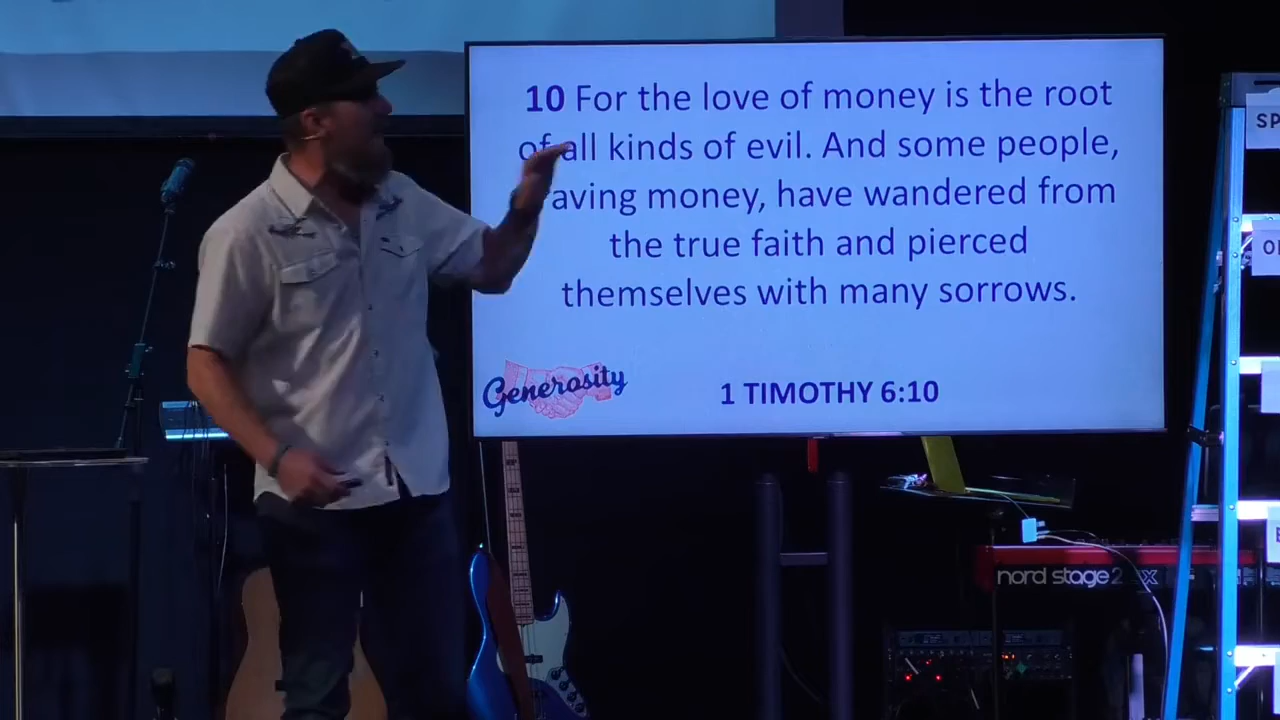 10 For the love of money is the root
of all kinds of evil. And some people,
aving money, have wandered from
the true faith and pierced
themselves with many sorrows.
Generosity
1 TIMOTHY 6:10
SP
nord stage 2